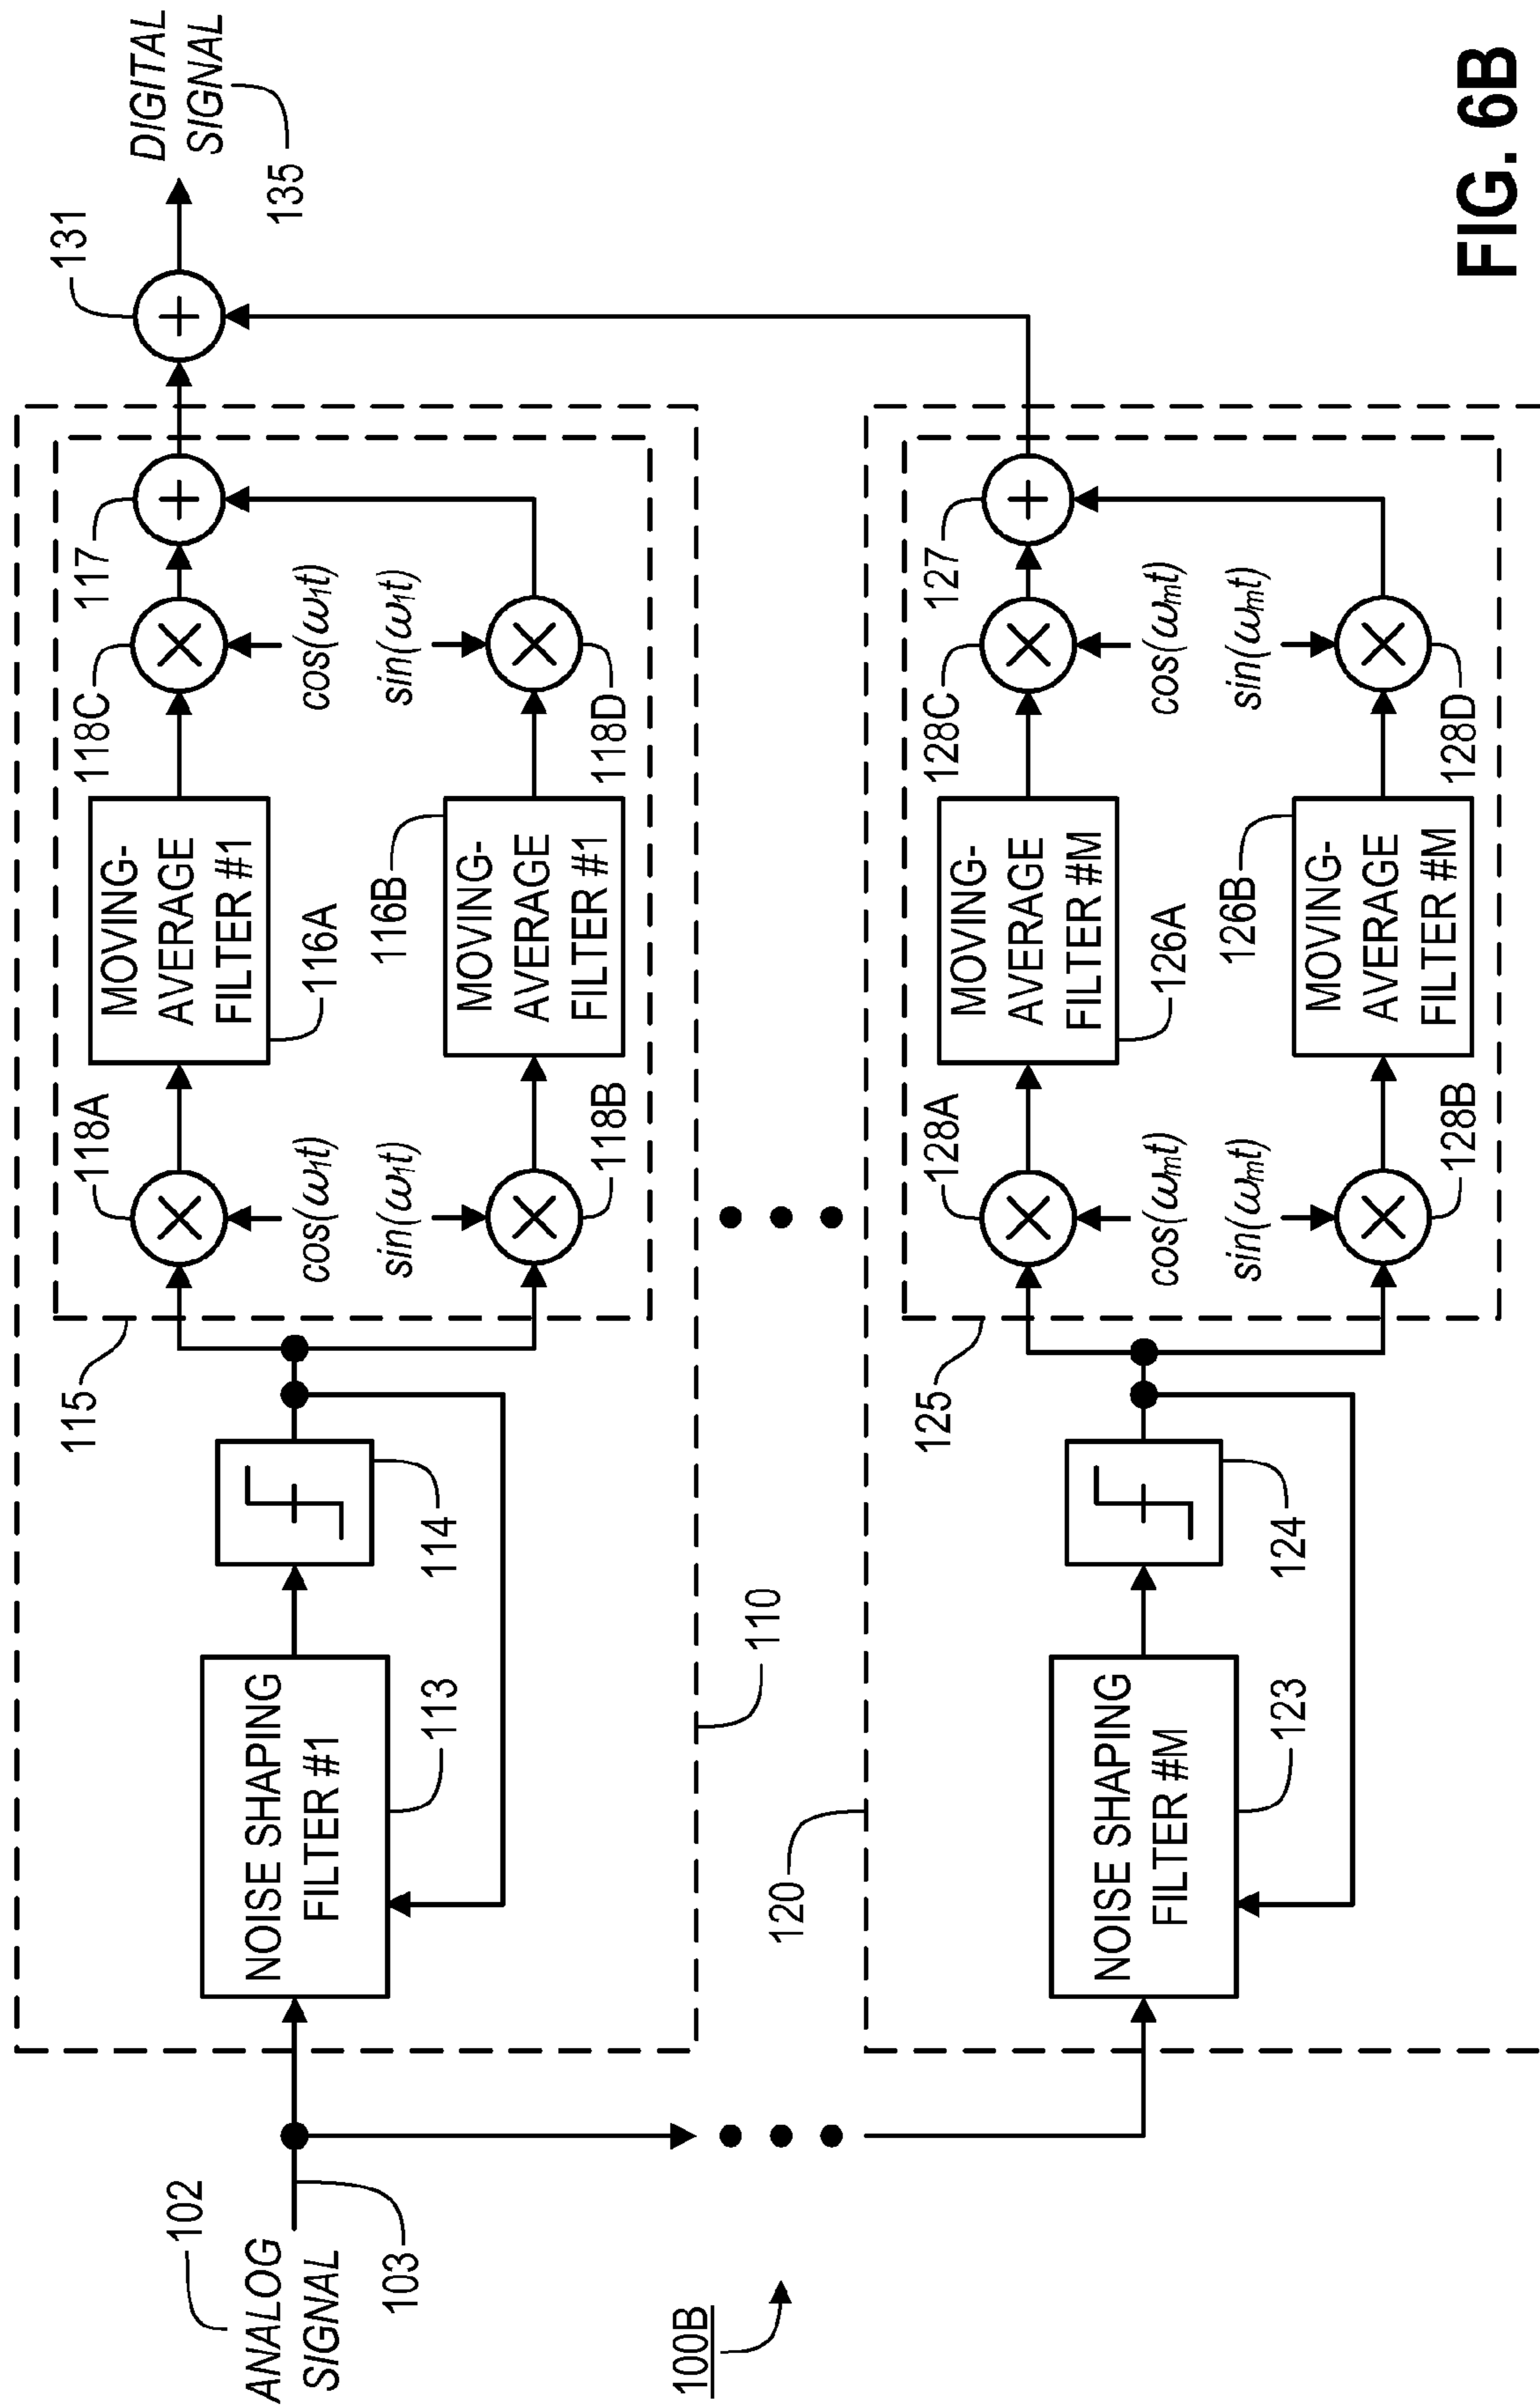 102
ANALOG
SIGNAL
103
100B
NOISE SHAPING
FILTER #1
113
114
110
115
118A
cos(ω1t)
sin(ω1t)
118B
MOVING-
AVERAGE
FILTER #1
116A
116B
MOVING-
AVERAGE
FILTER #1
118C
cos(ω1t)
sin(ω1t)
118D
117
131
DIGITAL
SIGNAL
135
120
NOISE SHAPING
FILTER #M
123
124
125
128A
cos(ωmt)
sin(ωmt)
128B
MOVING-
AVERAGE
FILTER #M
126A
126B
MOVING-
AVERAGE
FILTER #M
128C
cos(ωmt)
sin(ωmt)
128D
127
FIG. 6B